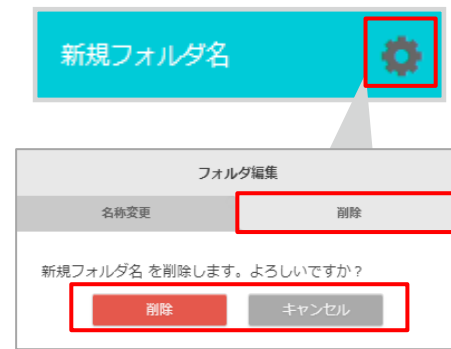 新規フォルダ名
フォルダ編集
名称変更 削除
新規フォルダ名 を削除します。よろしいですか？
削除 キャンセル